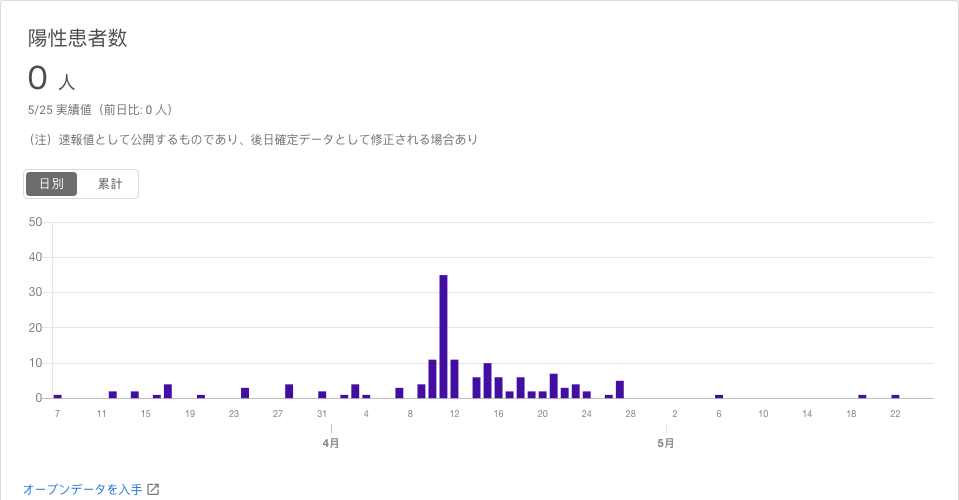 陽性患者数
0 人
5/25 実績値（前日比: 0 人）
（注）速報値として公開するものであり、後日確定データとして修正される場合あり
日別 累計
50
40
30
20
10
0
7 11 15 19 23 27 31 4 8 12 16 20 24 28 2 6 10 14 18 22
4月 5月
オープンデータを入手